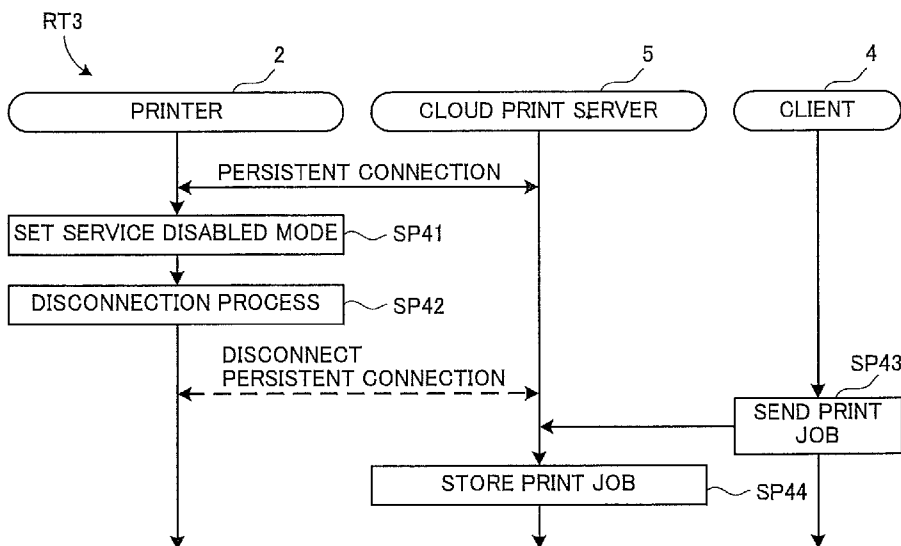 RT3
2
5
4
PRINTER
CLOUD PRINT SERVER
CLIENT
PERSISTENT CONNECTION
SET SERVICE DISABLED MODE
SP41
DISCONNECTION PROCESS
SP42
DISCONNECT
PERSISTENT CONNECTION
SP43
SEND PRINT
JOB
STORE PRINT JOB
SP44